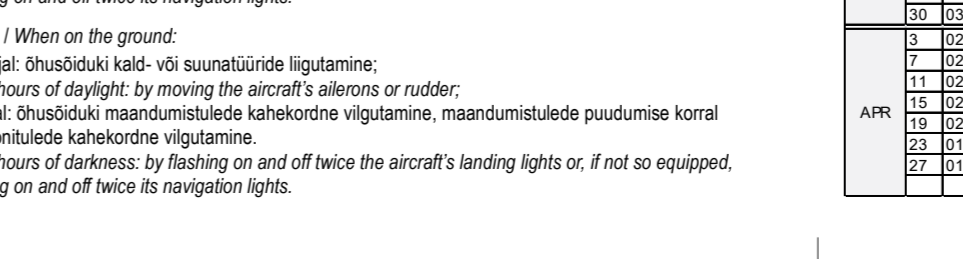 on and off twice its navigation lights.
/ When on the ground:
õhusõiduki kald- või suunatüüride liigutamine;
hours of daylight: by moving the aircraft's ailerons or rudder;
õhusõiduki maandumistulede kahekordne vilgutamine, maandumistulede puudumise korral
kahekordne vilgutamine.
hours of darkness: by flashing on and off twice the aircraft's landing lights or, if not so equipped,
on and off twice its navigation lights.
30 03
APR
3 02
7 02
11 02
15 02
19 02
23 01
27 01